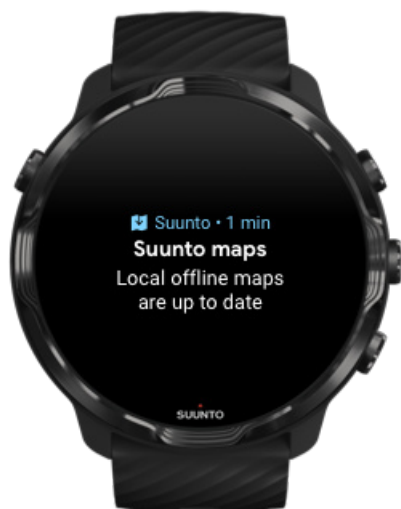 Suunto • 1 min
Suunto maps
Local offline maps
are up to date
SUUNTO